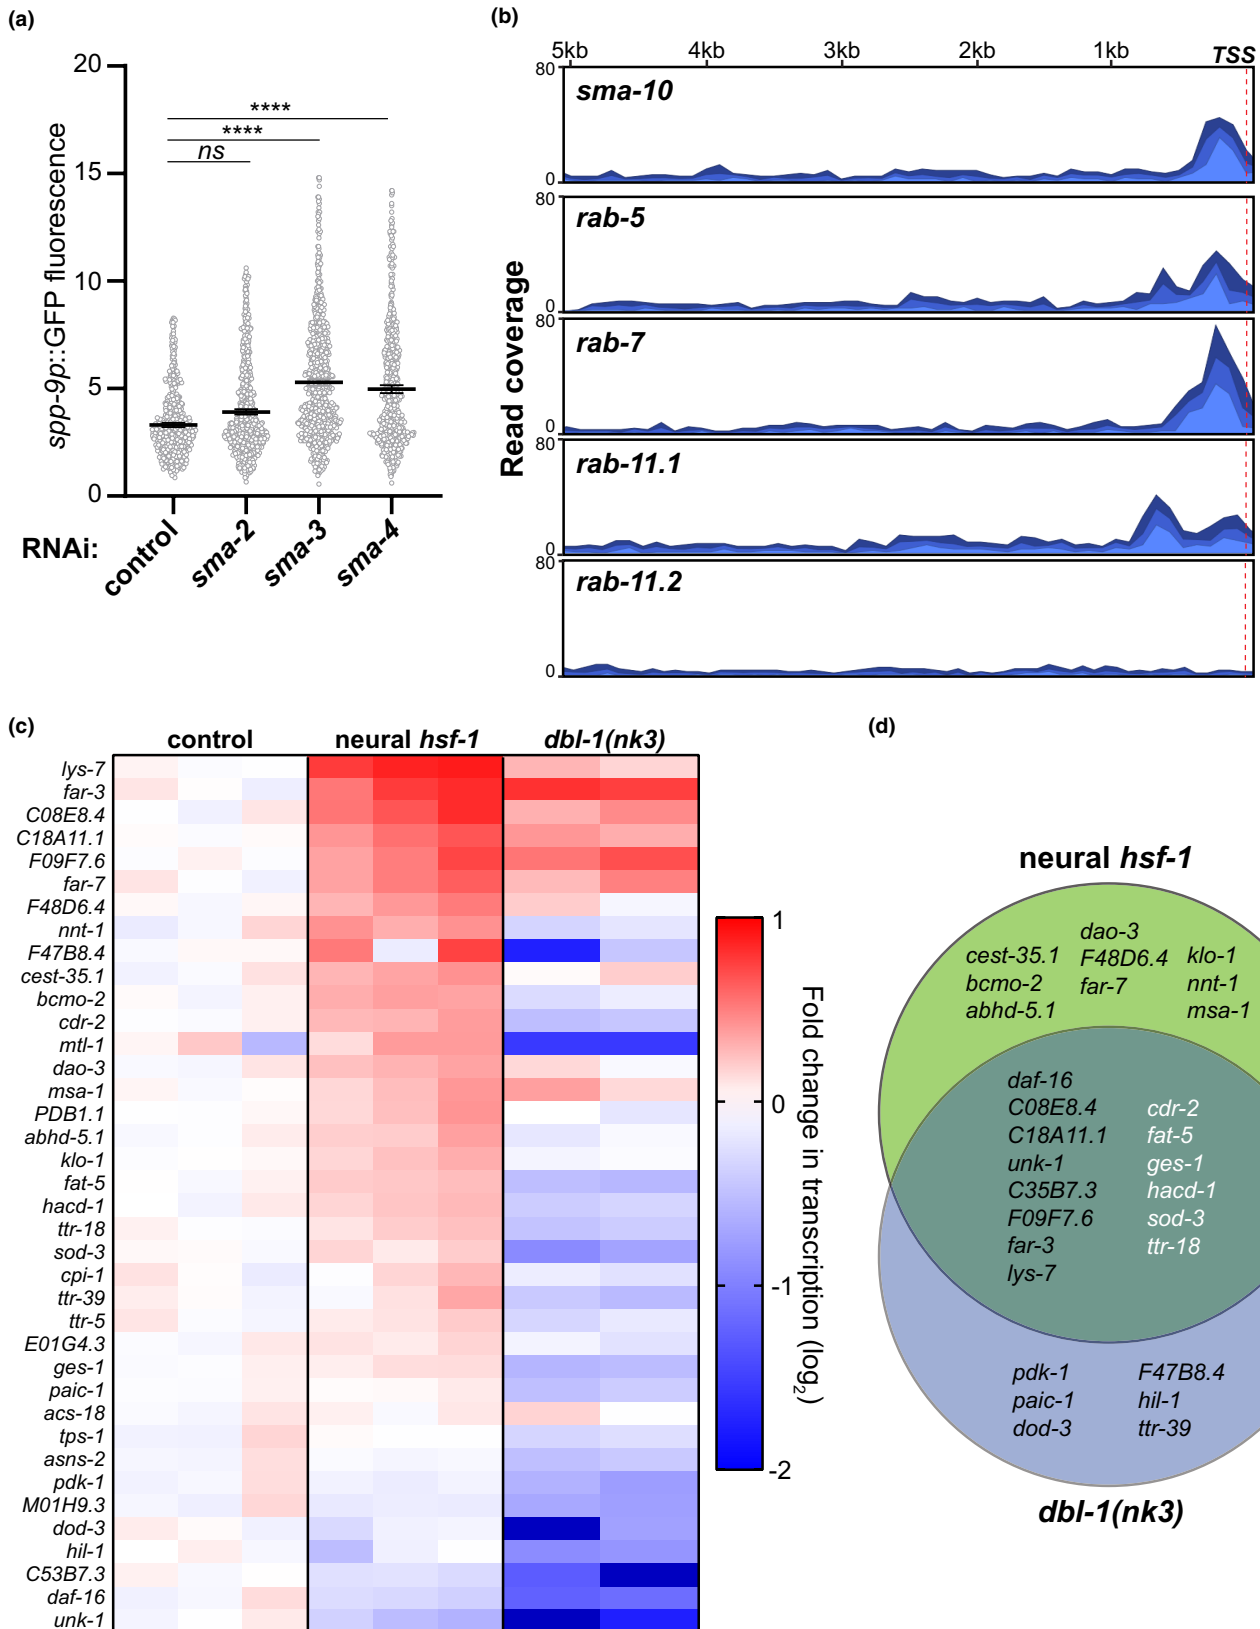 (a)
20
15
10
5
0
spp-9p::GFP fluorescence
****
****
ns
RNAi:
control
sma-2
sma-3
sma-4
(b)
5kb 4kb 3kb 2kb 1kb TSS
Read coverage
80
sma-10
0
80
rab-5
0
80
rab-7
0
80
rab-11.1
0
80
rab-11.2
0
(c)
control neural hsf-1 dbl-1(nk3)
lys-7
far-3
C08E8.4
C18A11.1
F09F7.6
far-7
F48D6.4
nnt-1
F47B8.4
cest-35.1
bcmo-2
cdr-2
mtl-1
dao-3
msa-1
PDB1.1
abhd-5.1
klo-1
fat-5
hacd-1
ttr-18
sod-3
cpi-1
ttr-39
ttr-5
E01G4.3
ges-1
paic-1
acs-18
tps-1
asns-2
pdk-1
M01H9.3
dod-3
hil-1
C53B7.3
daf-16
unk-1
1
0
-1
-2
Fold change in transcription (log2)
(d)
neural hsf-1
cest-35.1
bcmo-2
abhd-5.1
dao-3
F48D6.4
far-7
klo-1
nnt-1
msa-1
daf-16
C08E8.4
C18A11.1
unk-1
C35B7.3
F09F7.6
far-3
lys-7
cdr-2
fat-5
ges-1
hacd-1
sod-3
ttr-18
pdk-1
paic-1
dod-3
F47B8.4
hil-1
ttr-39
dbl-1(nk3)